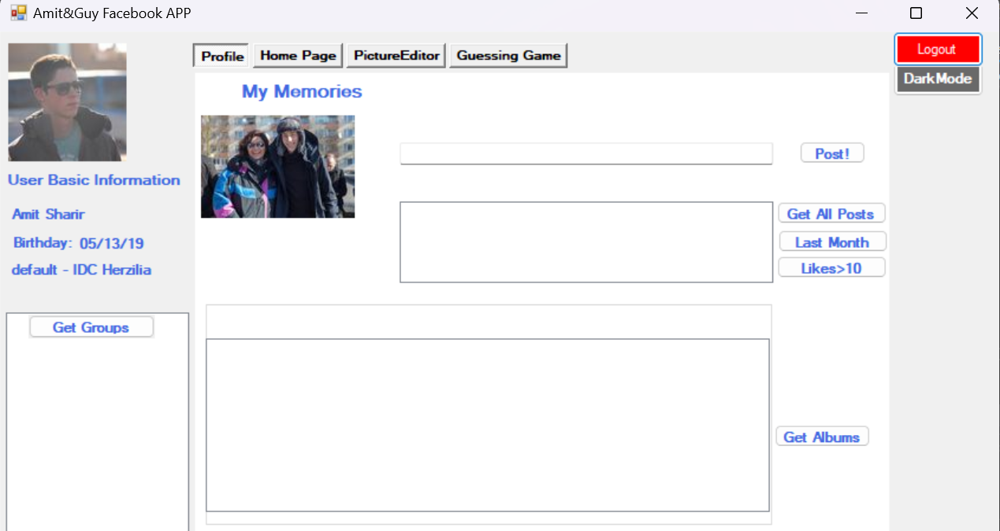 Amit&Guy Facebook APP
Profile
Home Page
PictureEditor
Guessing Game
Logout
DarkMode
My Memories
Post!
User Basic Information
Amit Sharir
Birthday: 05/13/19
default - IDC Herzilia
Get All Posts
Last Month
Likes>10
Get Groups
Get Albums